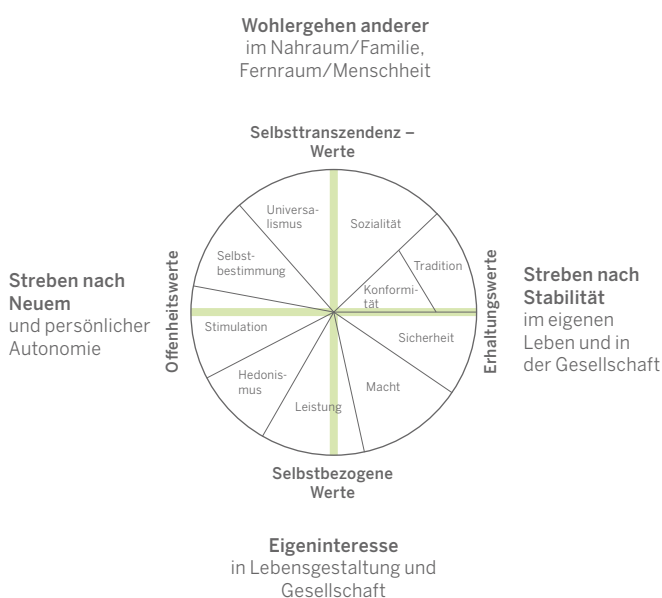 Wohlergehen anderer
im Nahraum/Familie,
Fernraum/Menschheit
Selbsttranszendenz –
Werte
Universa-
lismus
Sozialität
Selbst-
bestimmung
Tradition
Konformi-
tät
Stimulation
Sicherheit
Hedonis-
mus
Macht
Leistung
Offenheitswerte
Erhaltungswerte
Streben nach
Neuem
und persönlicher
Autonomie
Streben nach
Stabilität
im eigenen
Leben und in
der Gesellschaft
Selbstbezogene
Werte
Eigeninteresse
in Lebensgestaltung und
Gesellschaft